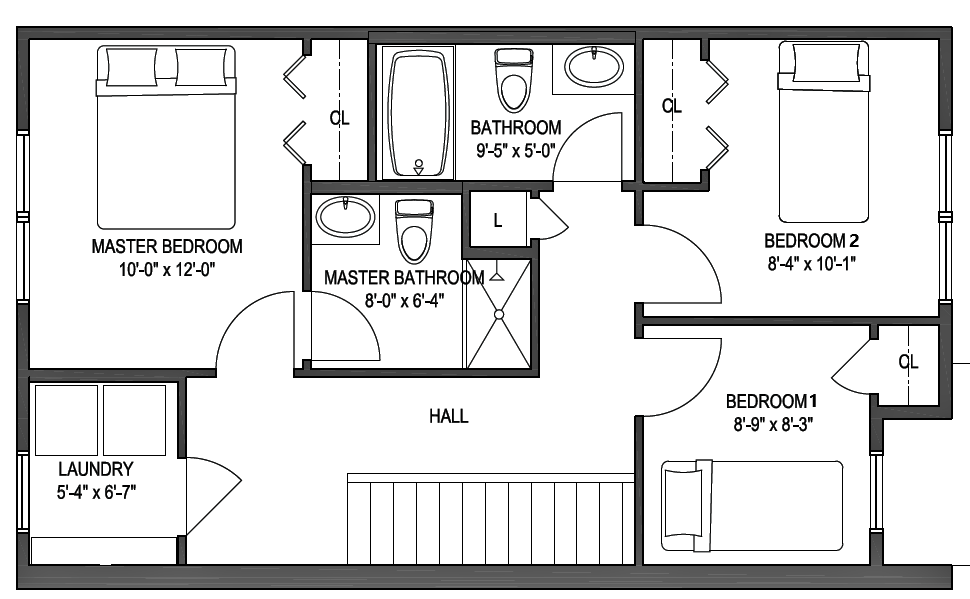 CL
BATHROOM
9'-5" x 5'-0"
CL
MASTER BEDROOM
10'-0" x 12'-0"
L
BEDROOM 2
8'-4" x 10'-1"
MASTER BATHROOM
8'-0" x 6'-4"
CL
HALL
BEDROOM 1
8'-9" x 8'-3"
LAUNDRY
5'-4" x 6'-7"